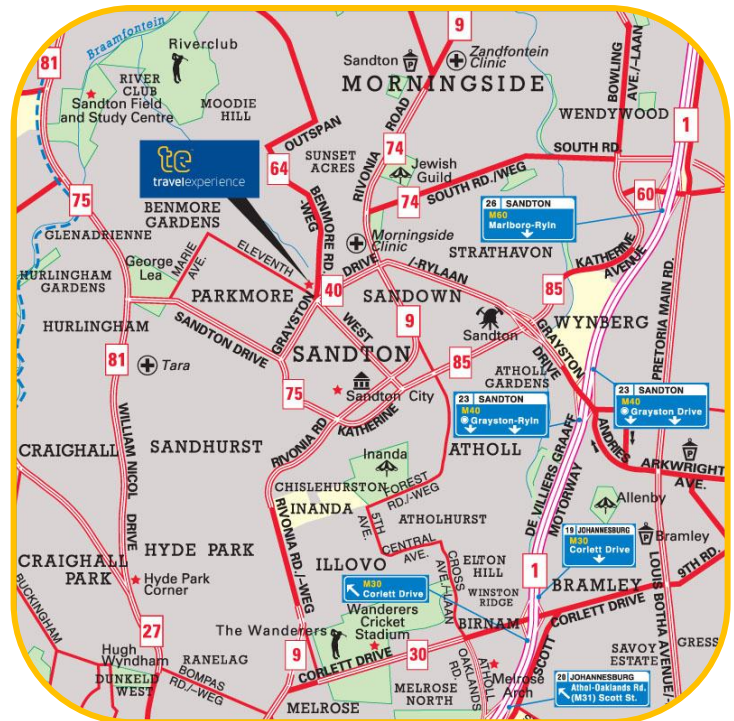 Braamfontein
Riverclub
81
RIVER
CLUB
Sandton Field
and Study Centre
MOODIE
HILL
9
Sandton
Zandfontein
Clinic
MORNINGSIDE
BOWLING
AVE./-LAAN
WENDYWOOD
1
OUTSPAN
64
SUNSET
ACRES
RIVONIA ROAD
74
Jewish
Guild
SOUTH RD.
SOUTH RD./WEG
74
60
te
travelexperience
75
BENMORE
GARDENS
BENMORE RD.
-WEG
Morningside
Clinic
26 SANDTON
M60
Marlboro-Ryln
STRATHAVON
KATHERINE
AVENUE
GLENADRIENNE
George
Lea
MARIE
AVE.
ELEVENTH
HURLINGHAM
GARDENS
PARKMORE
40
DRIVE
/-RYLAAN
SANDOWN
85
HURLINGHAM
SANDTON DRIVE
GRAYSTON
WEST
9
Sandton
GRAYSTON
DRIVE
WYNBERG
PRETORIA MAIN RD.
SANDTON
81
Tara
75
85
ATHOLL
GARDENS
Sandton City
KATHERINE
RIVONIA RD
23 SANDTON
M40
Grayston-Ryln
23 SANDTON
M40
Grayston Drive
WILLIAM NICOL
DRIVE
CRAIGHALL
SANDHURST
Inanda
ATHOLL
ANDRIES
ARKWRIGHT
AVE.
CHISLEHURSTON
FOREST
RD./-WEG
INANDA
5TH
AVE.
ATHOLHURST
DE VILLIERS GRAAFF
MOTORWAY
Allenby
RIVONIA RD./-WEG
CENTRAL
AVE.
19 JOHANNESBURG
M30
Corlett Drive
Bramley
HYDE PARK
ILLOVO
CROSS
AVE./-LAAN
ELTON
HILL
1
9TH RD.
CRAIGHALL
PARK
Hyde Park
Corner
M30
Corlett Drive
WINSTON
RIDGE
BRAMLEY
BUCKINGHAM
Wanderers
Cricket
Stadium
BIRNAM
CORLETT DRIVE
LOUIS BOTHA AVENUE/-
27
The Wanderers
9
CORLETT DRIVE
30
SCOTT
SAVOY
ESTATE
GRESS
Hugh
Wyndham
RANELAG
BOMPAS
RD./-WEG
DUNKELD
WEST
OAKLANDS
RD.
ATHOLL
Melrose
Arch
MELROSE
MELROSE
NORTH
28 JOHANNESBURG
Athol-Oaklands Rd.
(M31) Scott St.